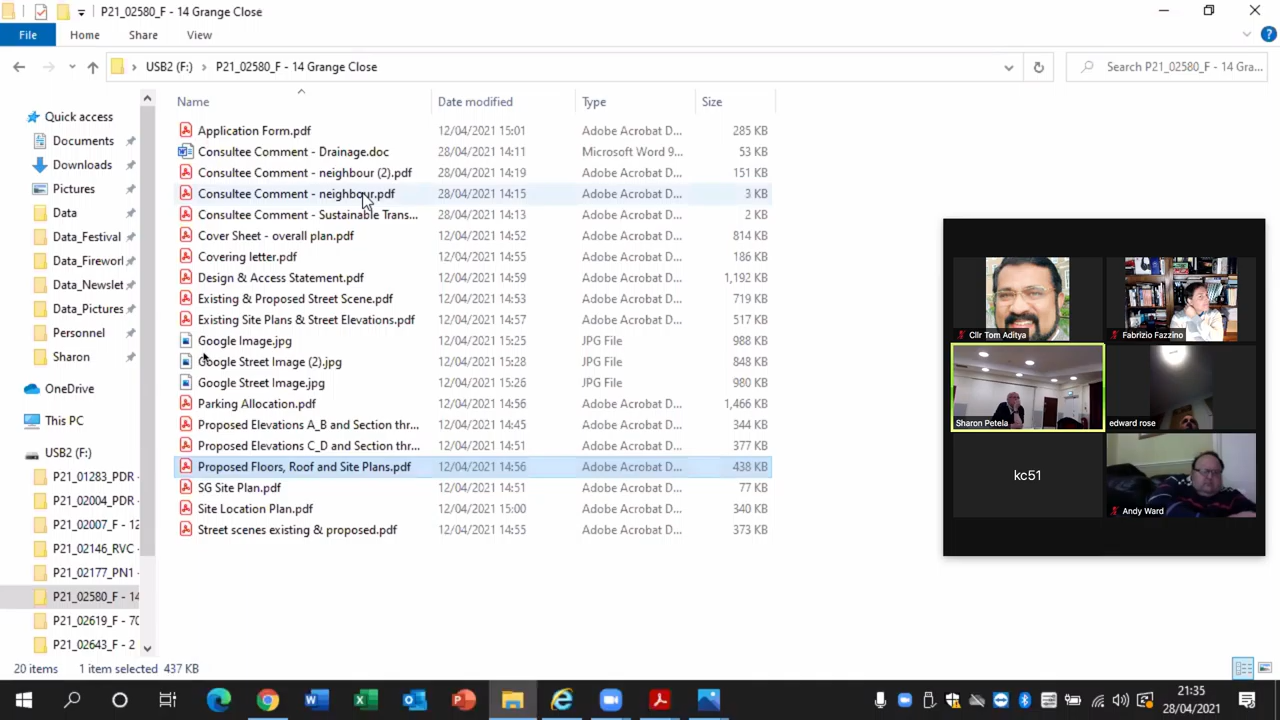 P21_02580_F - 14 Grange Close
File Home Share View
USB2 (F:) P21_02580_F - 14 Grange Close Search P21_02580_F - 14 Gra...
Name Date modified Type Size
Quick access
Documents
Downloads
Pictures
Data
Data_Festival
Data_Firewor
Data_Newslet
Data_Pictures
Personnel
Sharon
OneDrive
This PC
USB2 (F:)
P21_01283_PDR -
P21_02004_PDR -
P21_02007_F - 12
P21_02146_RVC -
P21_02177_PN1 -
P21_02580_F - 14
P21_02619_F - 70
P21_02643_F - 2
Application Form.pdf 12/04/2021 15:01 Adobe Acrobat D... 285 KB
Consultee Comment - Drainage.doc 28/04/2021 14:11 Microsoft Word 9... 53 KB
Consultee Comment - neighbour (2).pdf 28/04/2021 14:19 Adobe Acrobat D... 151 KB
Consultee Comment - neighbour.pdf 28/04/2021 14:15 Adobe Acrobat D... 3 KB
Consultee Comment - Sustainable Trans... 28/04/2021 14:13 Adobe Acrobat D... 2 KB
Cover Sheet - overall plan.pdf 12/04/2021 14:52 Adobe Acrobat D... 814 KB
Covering letter.pdf 12/04/2021 14:55 Adobe Acrobat D... 186 KB
Design & Access Statement.pdf 12/04/2021 14:59 Adobe Acrobat D... 1,192 KB
Existing & Proposed Street Scene.pdf 12/04/2021 14:53 Adobe Acrobat D... 719 KB
Existing Site Plans & Street Elevations.pdf 12/04/2021 14:57 Adobe Acrobat D... 517 KB
Google Image.jpg 12/04/2021 15:25 JPG File 988 KB
Google Street Image (2).jpg 12/04/2021 15:28 JPG File 848 KB
Google Street Image.jpg 12/04/2021 15:26 JPG File 980 KB
Parking Allocation.pdf 12/04/2021 14:56 Adobe Acrobat D... 1,466 KB
Proposed Elevations A_B and Section thr... 12/04/2021 14:45 Adobe Acrobat D... 344 KB
Proposed Elevations C_D and Section thr... 12/04/2021 14:51 Adobe Acrobat D... 377 KB
Proposed Floors, Roof and Site Plans.pdf 12/04/2021 14:56 Adobe Acrobat D... 438 KB
SG Site Plan.pdf 12/04/2021 14:51 Adobe Acrobat D... 77 KB
Site Location Plan.pdf 12/04/2021 15:00 Adobe Acrobat D... 340 KB
Street scenes existing & proposed.pdf 12/04/2021 14:55 Adobe Acrobat D... 373 KB
Cllr Tom Aditya
Fabrizio Fazzino
Sharon Petela
edward rose
kc51
Andy Ward
20 items 1 item selected 437 KB
21:35
28/04/2021